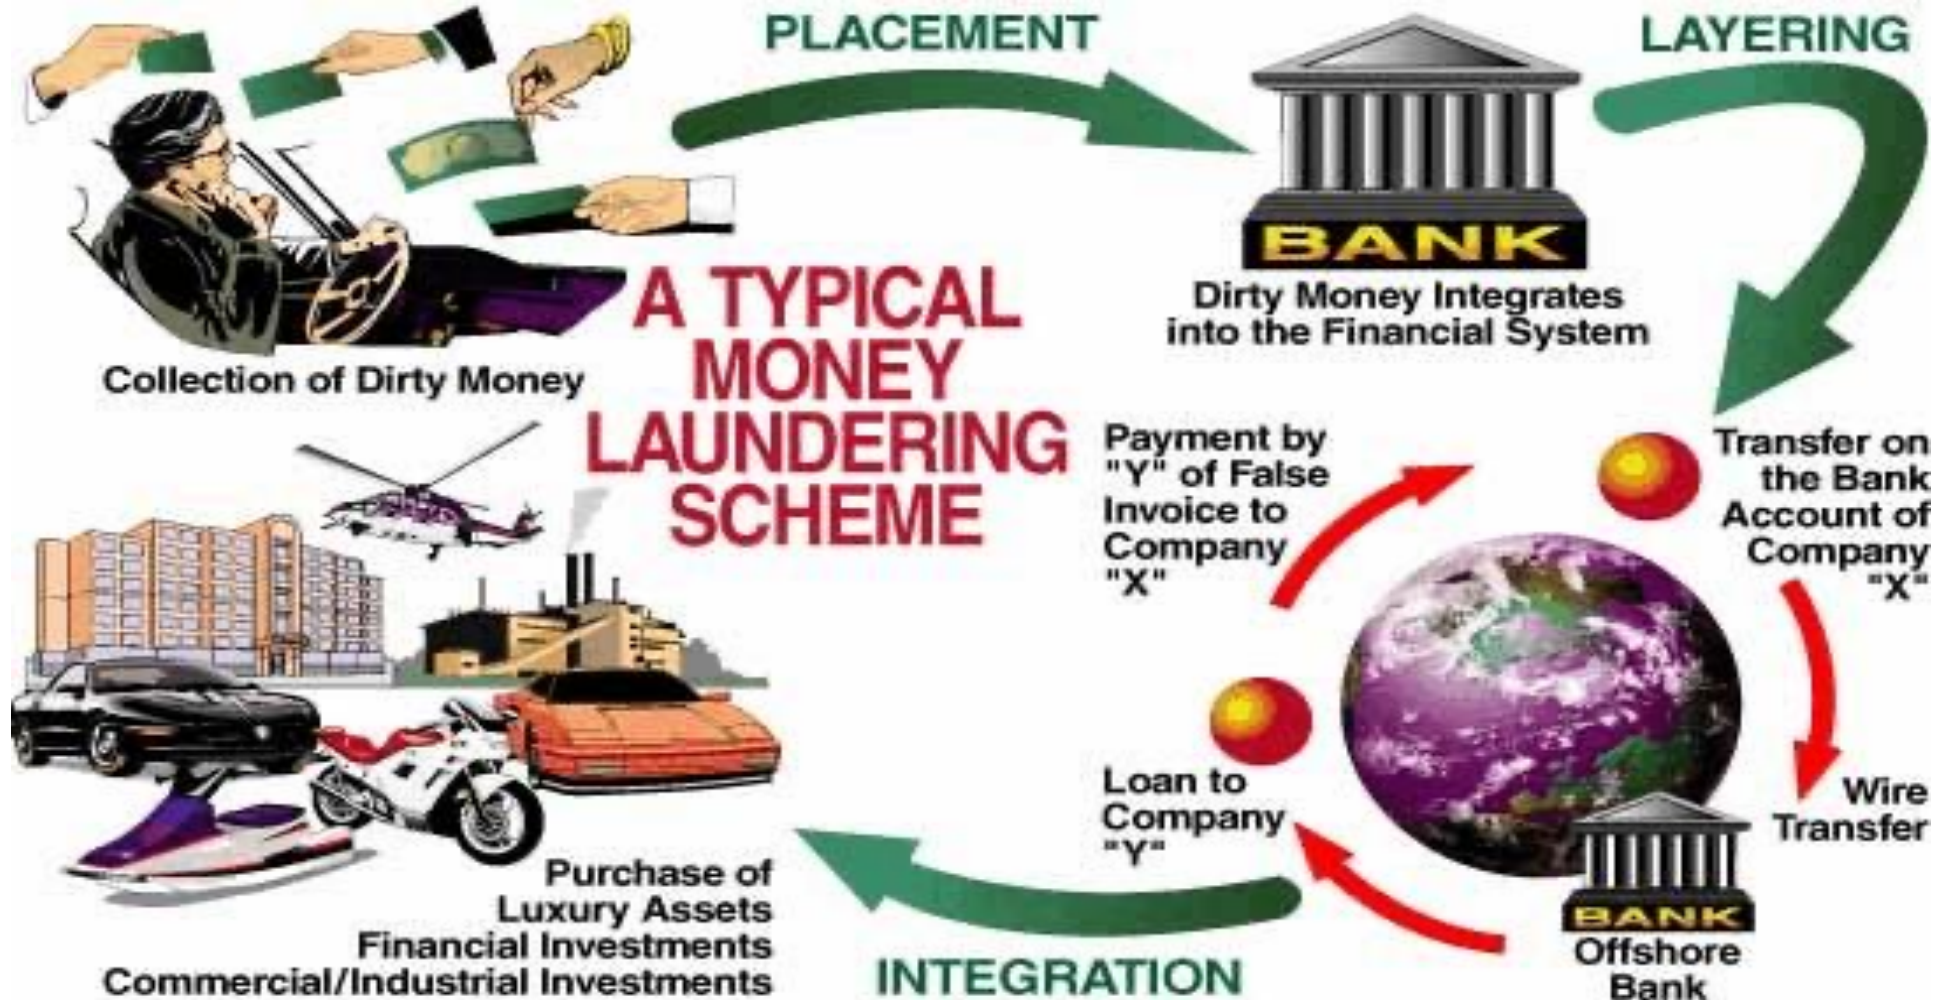 PLACEMENT
LAYERING
BANK
Dirty Money Integrates
into the Financial System
Collection of Dirty Money
A TYPICAL
MONEY
LAUNDERING
SCHEME
Payment by
"Y" of False
Invoice to
Company
"X"
Transfer on
the Bank
Account of
Company
"X"
Loan to
Company
"Y"
Wire
Transfer
BANK
Offshore
Bank
Purchase of
Luxury Assets
Financial Investments
Commercial/Industrial Investments
INTEGRATION